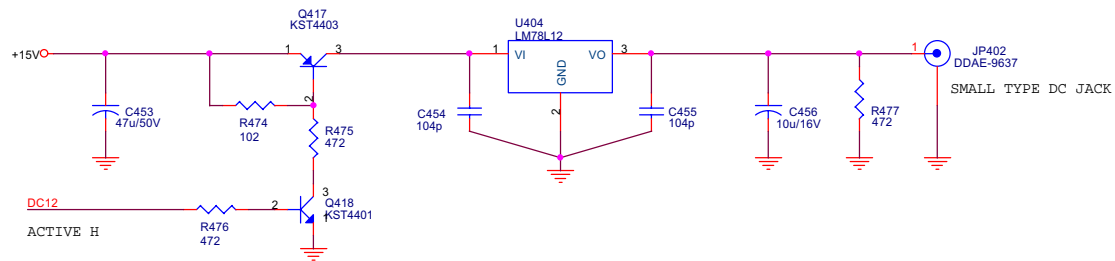 Q417
KST4403
+15V
1
3
2
C453
47u/50V
R474
102
R475
472
DC12
ACTIVE H
R476
472
2
3
1
Q418
KST4401
U404
LM78L12
1
VI
VO
3
GND
2
C454
104p
C455
104p
C456
10u/16V
R477
472
1
JP402
DDAE-9637
SMALL TYPE DC JACK